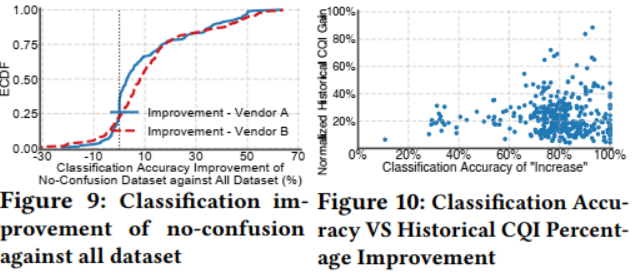 1.00
0.75
0.50
0.25
0.00
ECDF
Improvement - Vendor A
Improvement - Vendor B
-30 -10 10 30 50 70
Classification Accuracy Improvement of
No-Confusion Dataset against All Dataset (%)
Figure 9: Classification im-
provement of no-confusion
against all dataset
100%
80%
60%
40%
20%
Normalized Historical CQI Gain
0% 20% 40% 60% 80% 100%
Classification Accuracy of "Increase"
Figure 10: Classification Accu-
racy VS Historical CQI Percent-
age Improvement